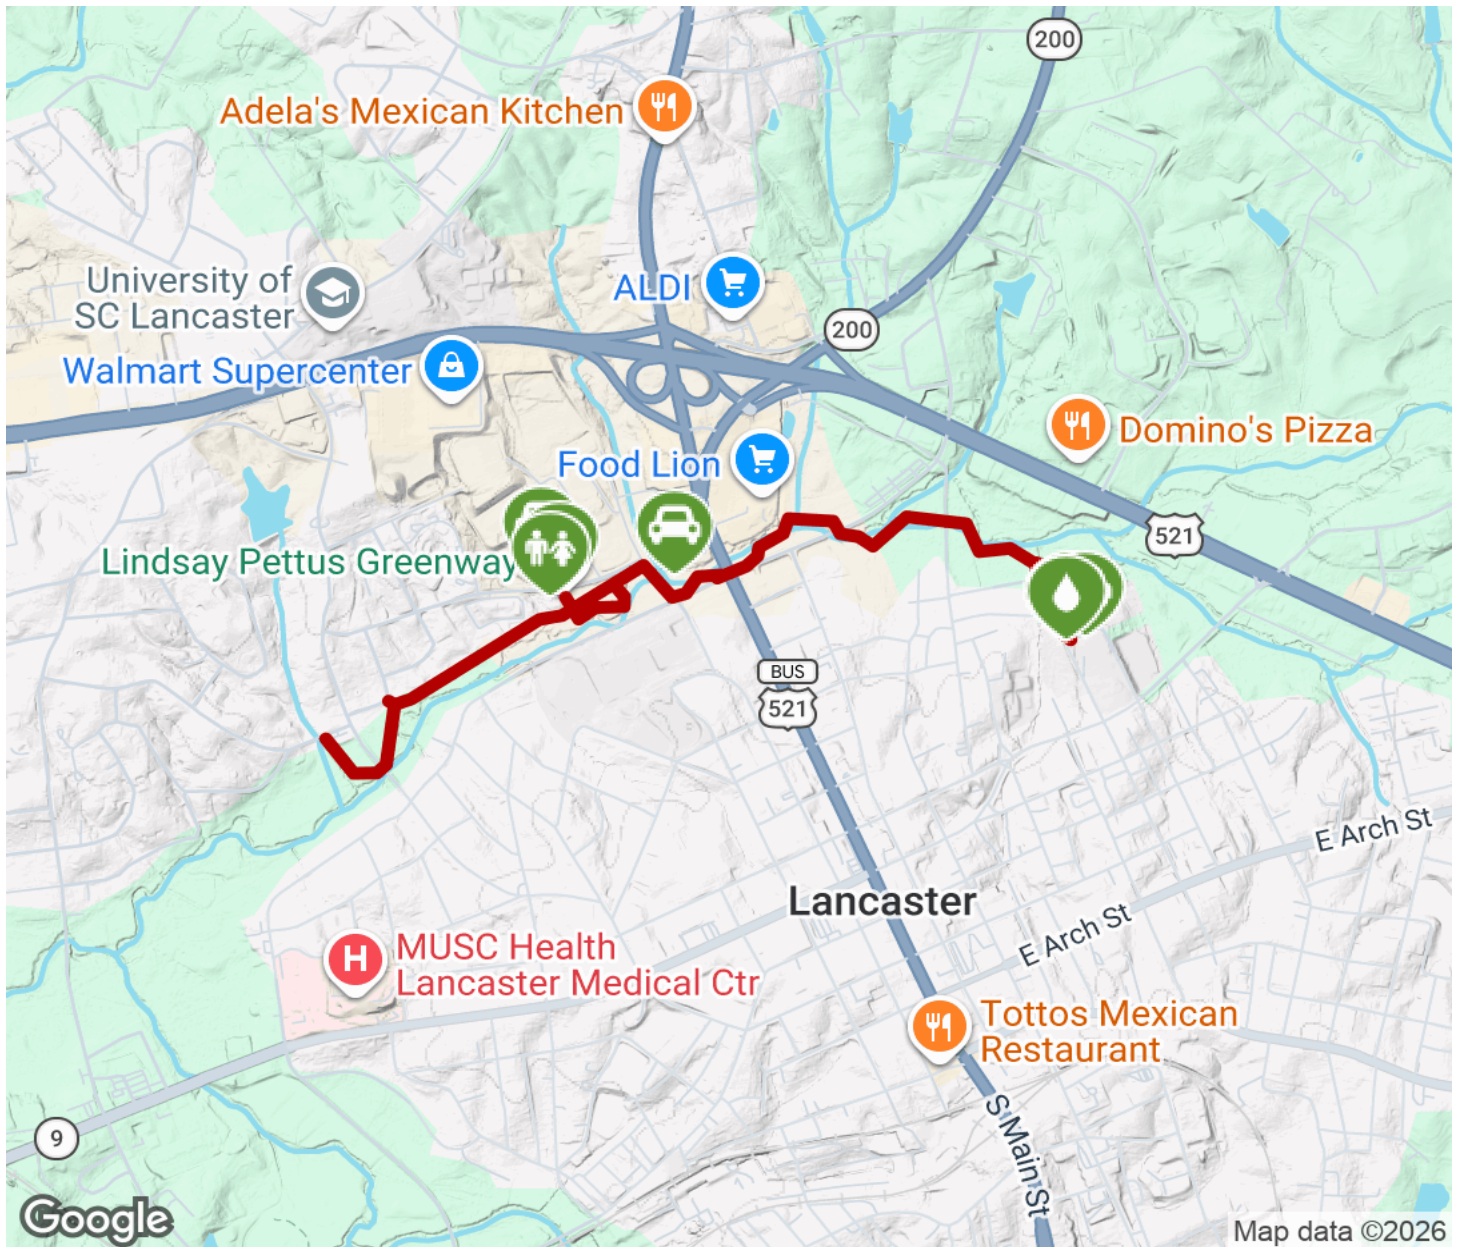 200
Adela's Mexican Kitchen
University of
SC Lancaster
ALDI
200
Walmart Supercenter
Domino's Pizza
Food Lion
521
Lindsay Pettus Greenway
BUS
521
E Arch St
Lancaster
E Arch St
H
MUSC Health
Lancaster Medical Ctr
Tottos Mexican
Restaurant
S Main St
9
Google
Map data ©2026